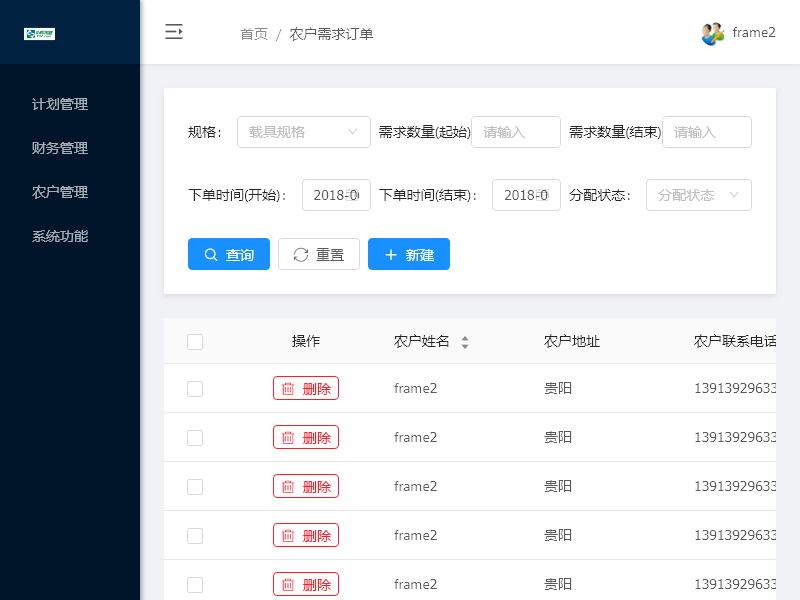 首页 / 农户需求订单
frame2
计划管理
财务管理
农户管理
系统功能
规格： 载具规格 需求数量(起始) 请输入 需求数量(结束) 请输入
下单时间(开始)： 2018-0 下单时间(结束)： 2018-0 分配状态： 分配状态
查询 重置 新建
操作 农户姓名 农户地址 农户联系电话
删除 frame2 贵阳 13913929633
删除 frame2 贵阳 13913929633
删除 frame2 贵阳 13913929633
删除 frame2 贵阳 13913929633
删除 frame2 贵阳 13913929633